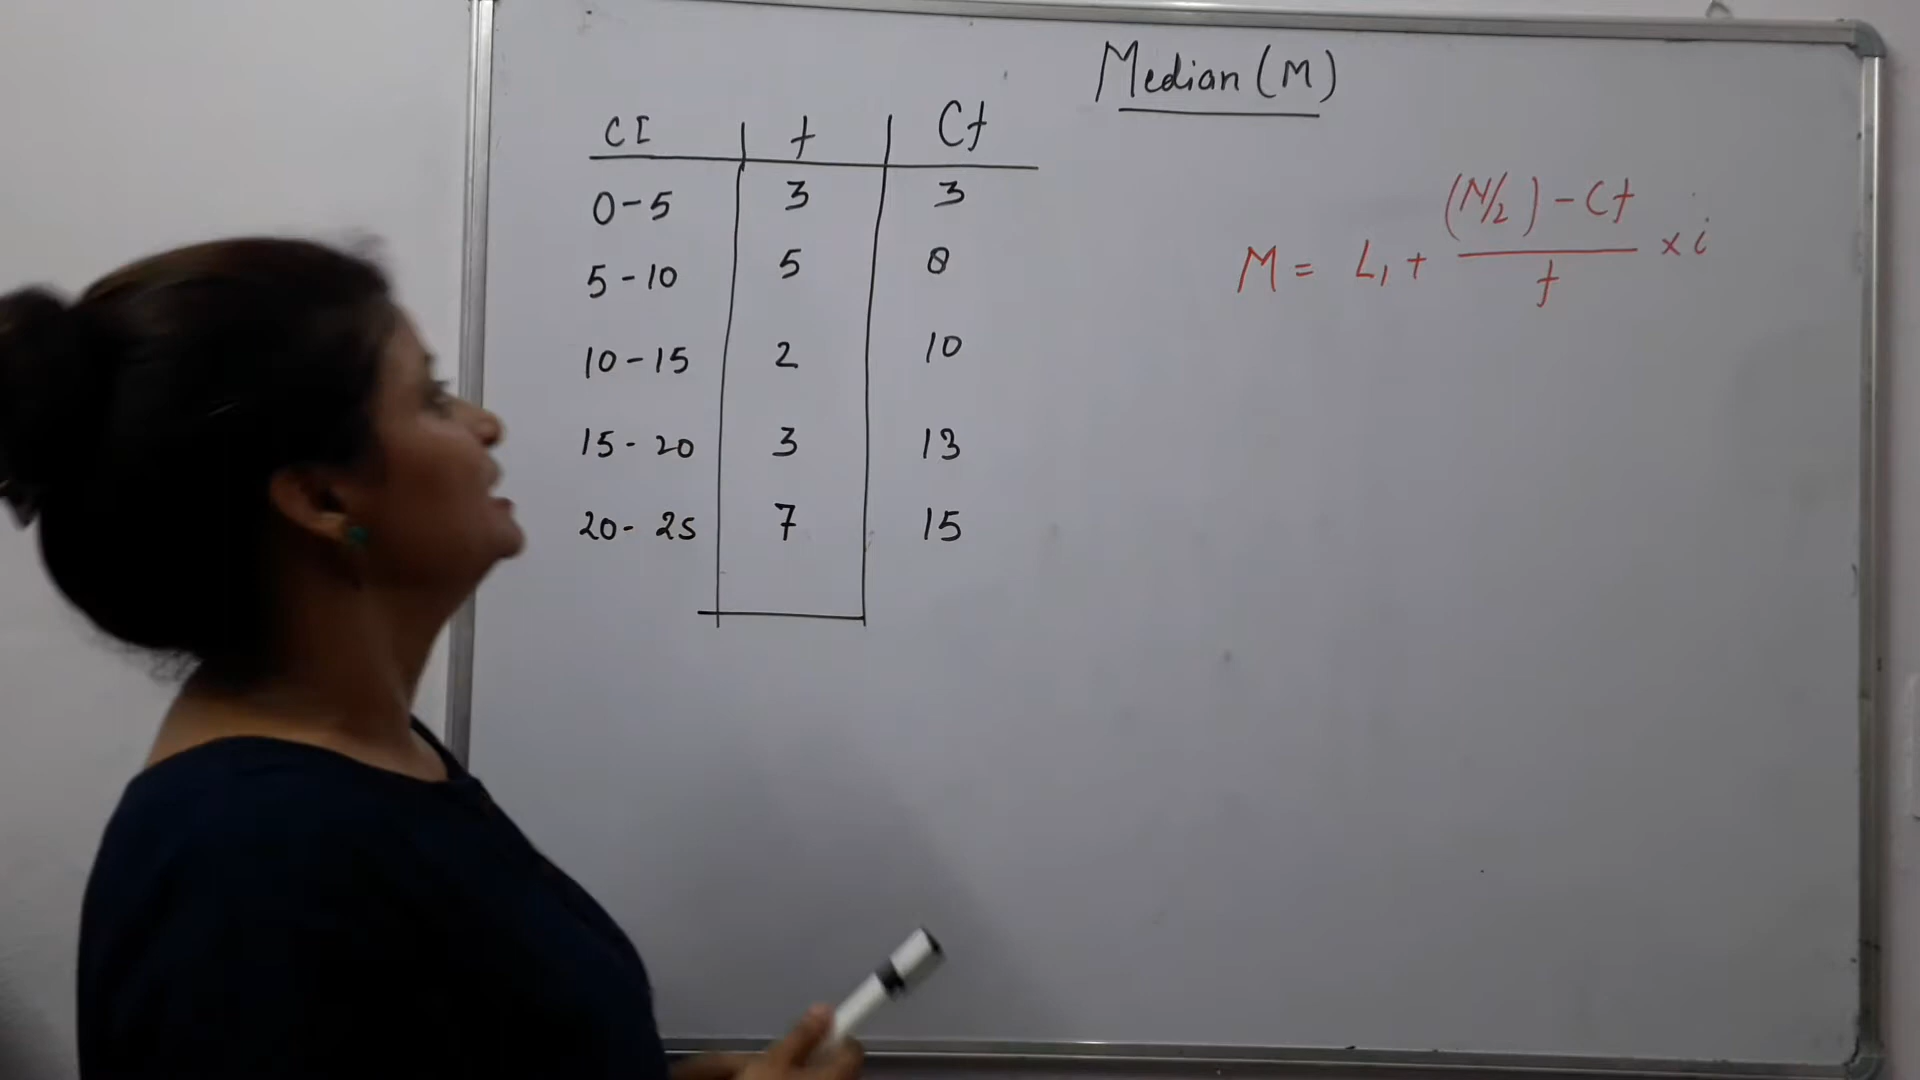 Median (M)
CI f Cf
0-5 3 3
5-10 5 8
10-15 2 10
15-20 3 13
20-25 7 15
M = L1 + (N/2) - Cf / f × i